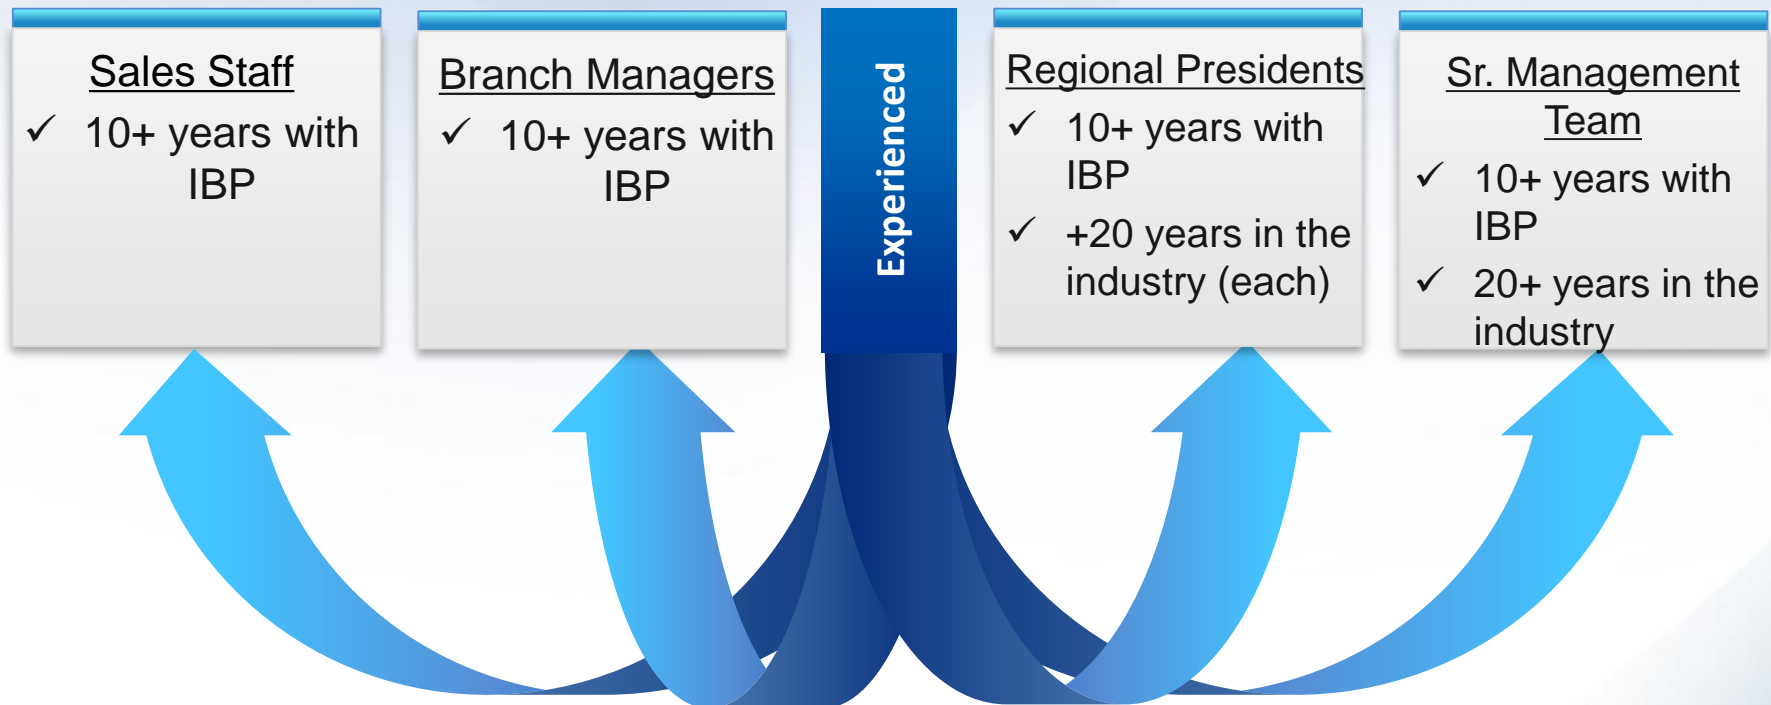 Sales Staff
✓ 10+ years with
IBP
Branch Managers
✓ 10+ years with
IBP
Experienced
Regional Presidents
✓ 10+ years with
IBP
✓ +20 years in the
industry (each)
Sr. Management
Team
✓ 10+ years with
IBP
✓ 20+ years in the
industry